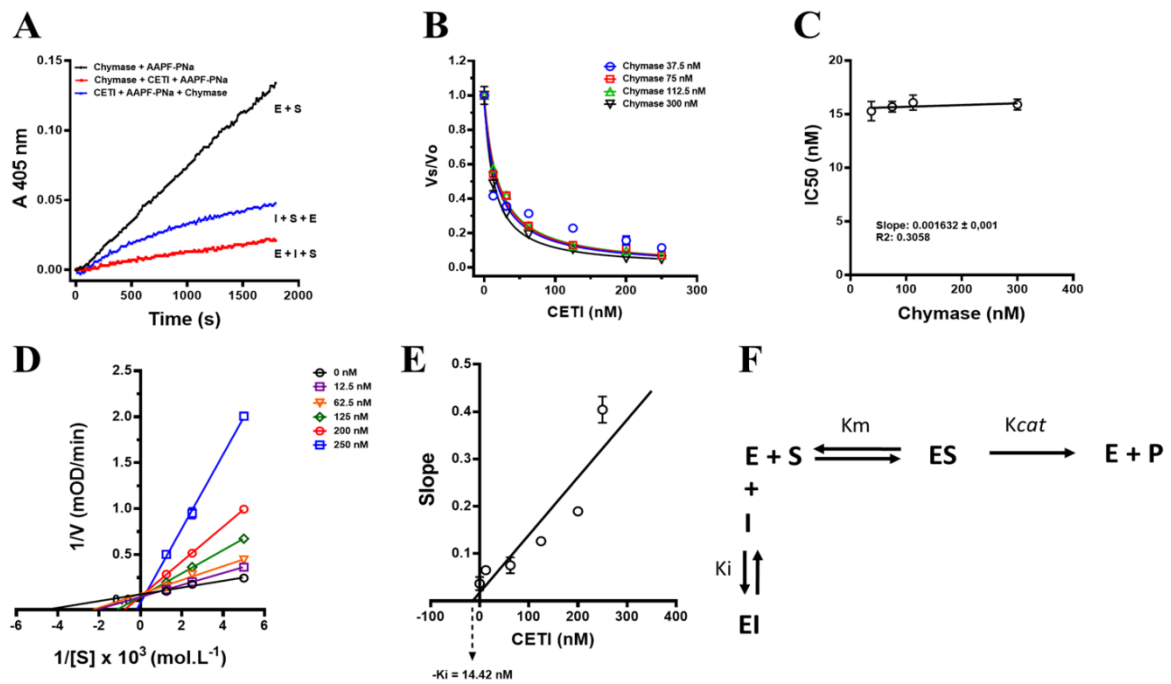 A
0.15
0.10
0.05
0.00
A 405 nm
Chymase + AAPF-PNa
Chymase + CETI + AAPF-PNa
CETI + AAPF-PNa + Chymase
E + S
I + S + E
E + I + S
0 500 1000 1500 2000
Time (s)
B
1.2
1.0
0.8
0.6
0.4
0.2
0.0
Vs/Vo
Chymase 37.5 nM
Chymase 75 nM
Chymase 112.5 nM
Chymase 300 nM
0 100 200 300
CETI (nM)
C
20
15
10
5
0
IC50 (nM)
Slope: 0.001632 ± 0,001
R2: 0.3058
0 100 200 300 400
Chymase (nM)
D
2.5
2.0
1.5
1.0
0.5
1/V (mOD/min)
0 nM
12.5 nM
62.5 nM
125 nM
200 nM
250 nM
-6 -4 -2 0 2 4 6
1/[S] x 10³ (mol.L⁻¹)
E
0.5
0.4
0.3
0.2
0.1
Slope
-100 0 100 200 300 400
CETI (nM)
-Ki = 14.42 nM
F
Km Kcat
E + S ES E + P
+
I
Ki
EI